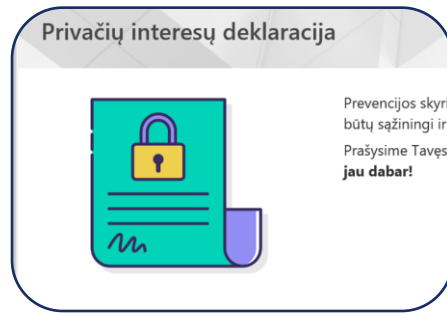 Privačių interesų deklaracija
Prevencijos
būtų sąžiningi ir
Prašysime Tavęs
jau dabar!